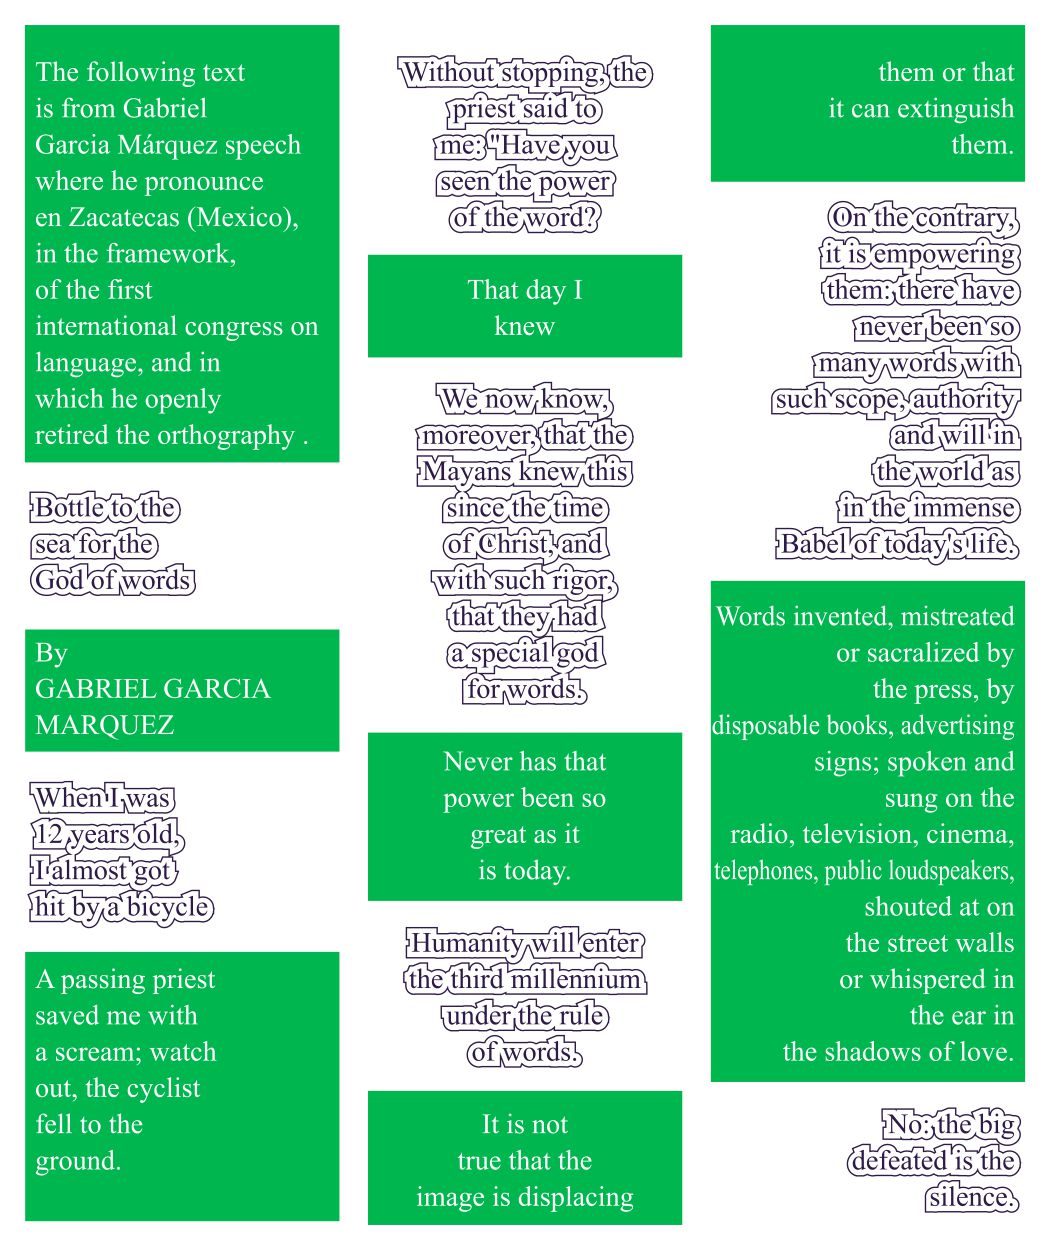 The following text
is from Gabriel
Garcia Márquez speech
where he pronounce
en Zacatecas (Mexico),
in the framework,
of the first
international congress on
language, and in
which he openly
retired the orthography .
Bottle to the
sea for the
God of words
By
GABRIEL GARCIA
MARQUEZ
When I was
12 years old,
I almost got
hit by a bicycle
A passing priest
saved me with
a scream; watch
out, the cyclist
fell to the
ground.
Without stopping, the
priest said to
me: "Have you
seen the power
of the word?
That day I
knew
We now know,
moreover, that the
Mayans knew this
since the time
of Christ, and
with such rigor,
that they had
a special god
for words.
Never has that
power been so
great as it
is today.
Humanity will enter
the third millennium
under the rule
of words.
It is not
true that the
image is displacing
them or that
it can extinguish
them.
On the contrary,
it is empowering
them: there have
never been so
many words with
such scope, authority
and will in
the world as
in the immense
Babel of today's life.
Words invented, mistreated
or sacralized by
the press, by
disposable books, advertising
signs; spoken and
sung on the
radio, television, cinema,
telephones, public loudspeakers,
shouted at on
the street walls
or whispered in
the ear in
the shadows of love.
No: the big
defeated is the
silence.